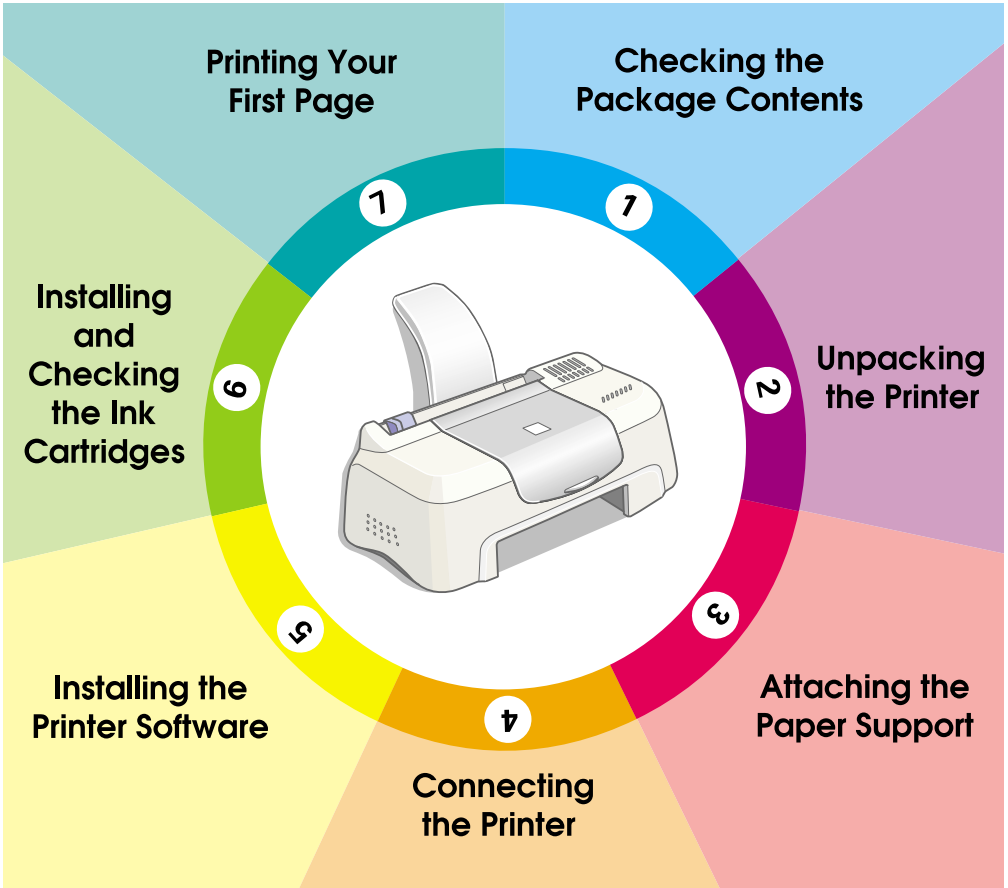 1
Checking the
Package Contents
2
Unpacking
the Printer
3
Attaching the
Paper Support
4
Connecting
the Printer
5
Installing the
Printer Software
6
Installing
and
Checking
the Ink
Cartridges
7
Printing Your
First Page